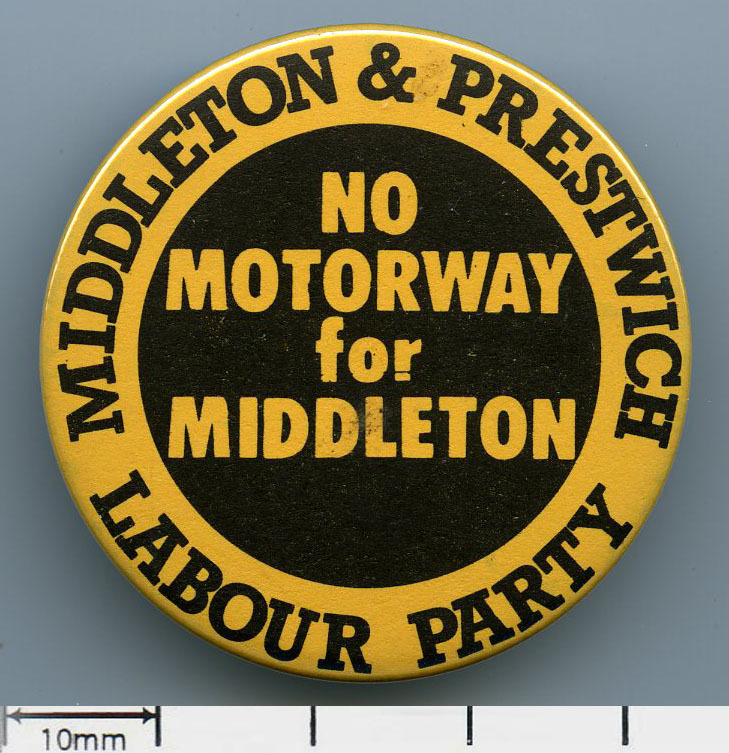 MIDDLETON & PRESTWICH
NO
MOTORWAY
for
MIDDLETON
LABOUR PARTY
10mm